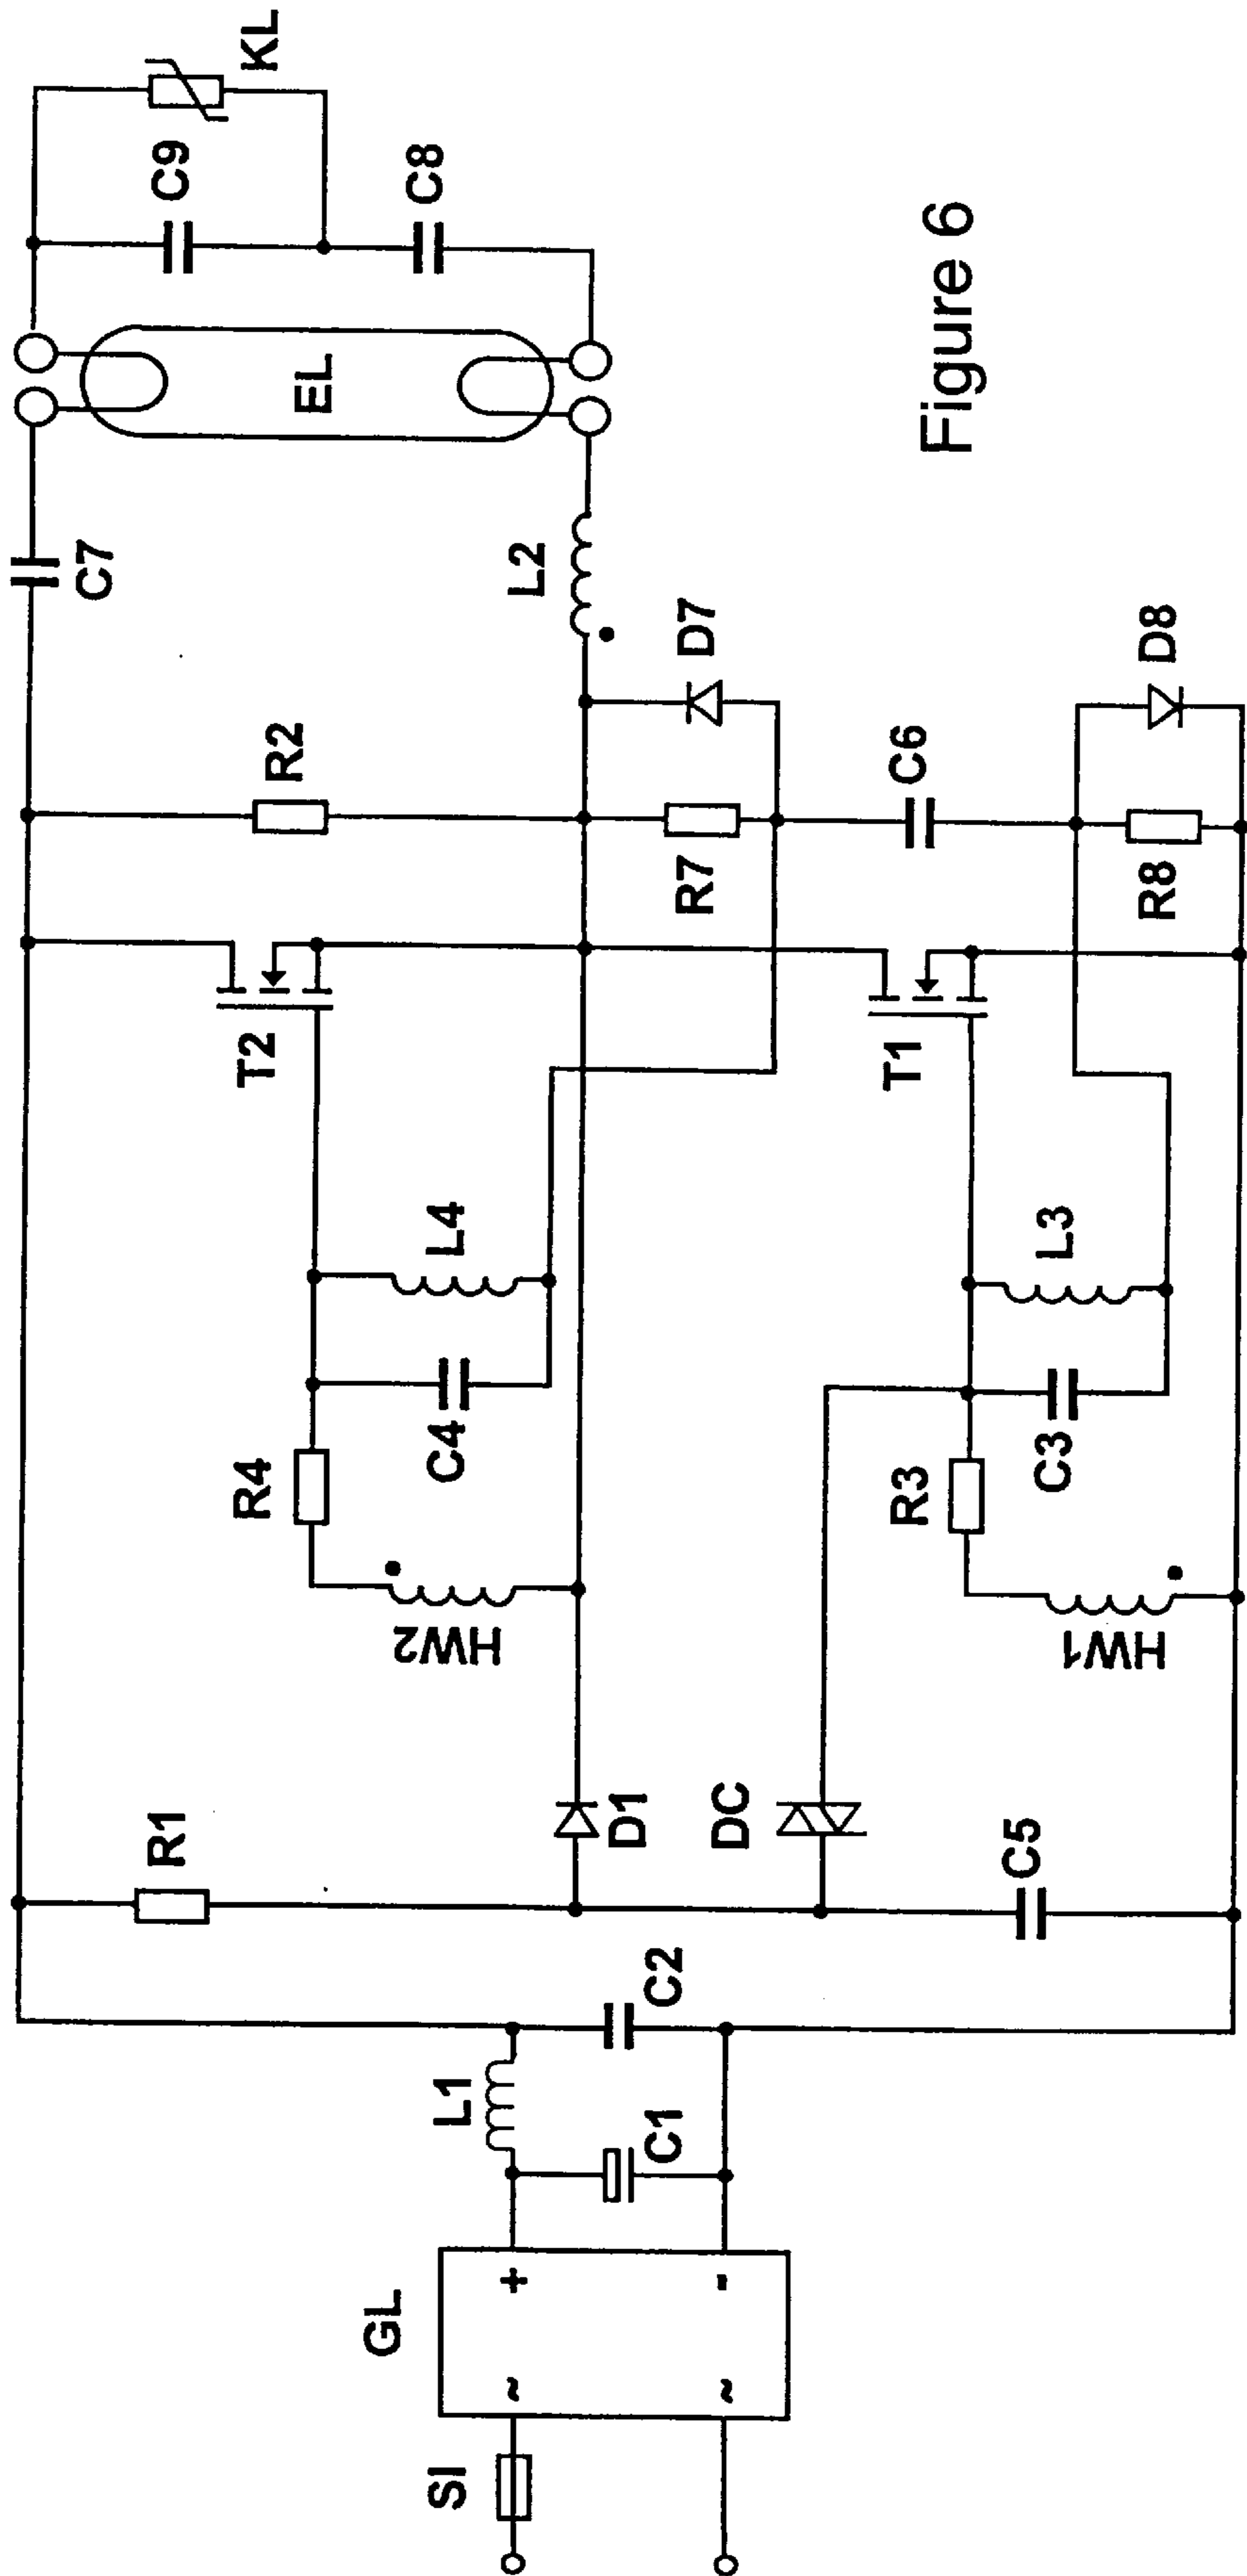 SI
GL
~ +
~ -
L1
C1
C2
R1
D1
DC
C5
HW2
R4
C4
L4
T2
HW1
R3
C3
L3
T1
R2
R7
D7
C6
R8
D8
L2
C7
EL
C9
C8
KL
Figure 6